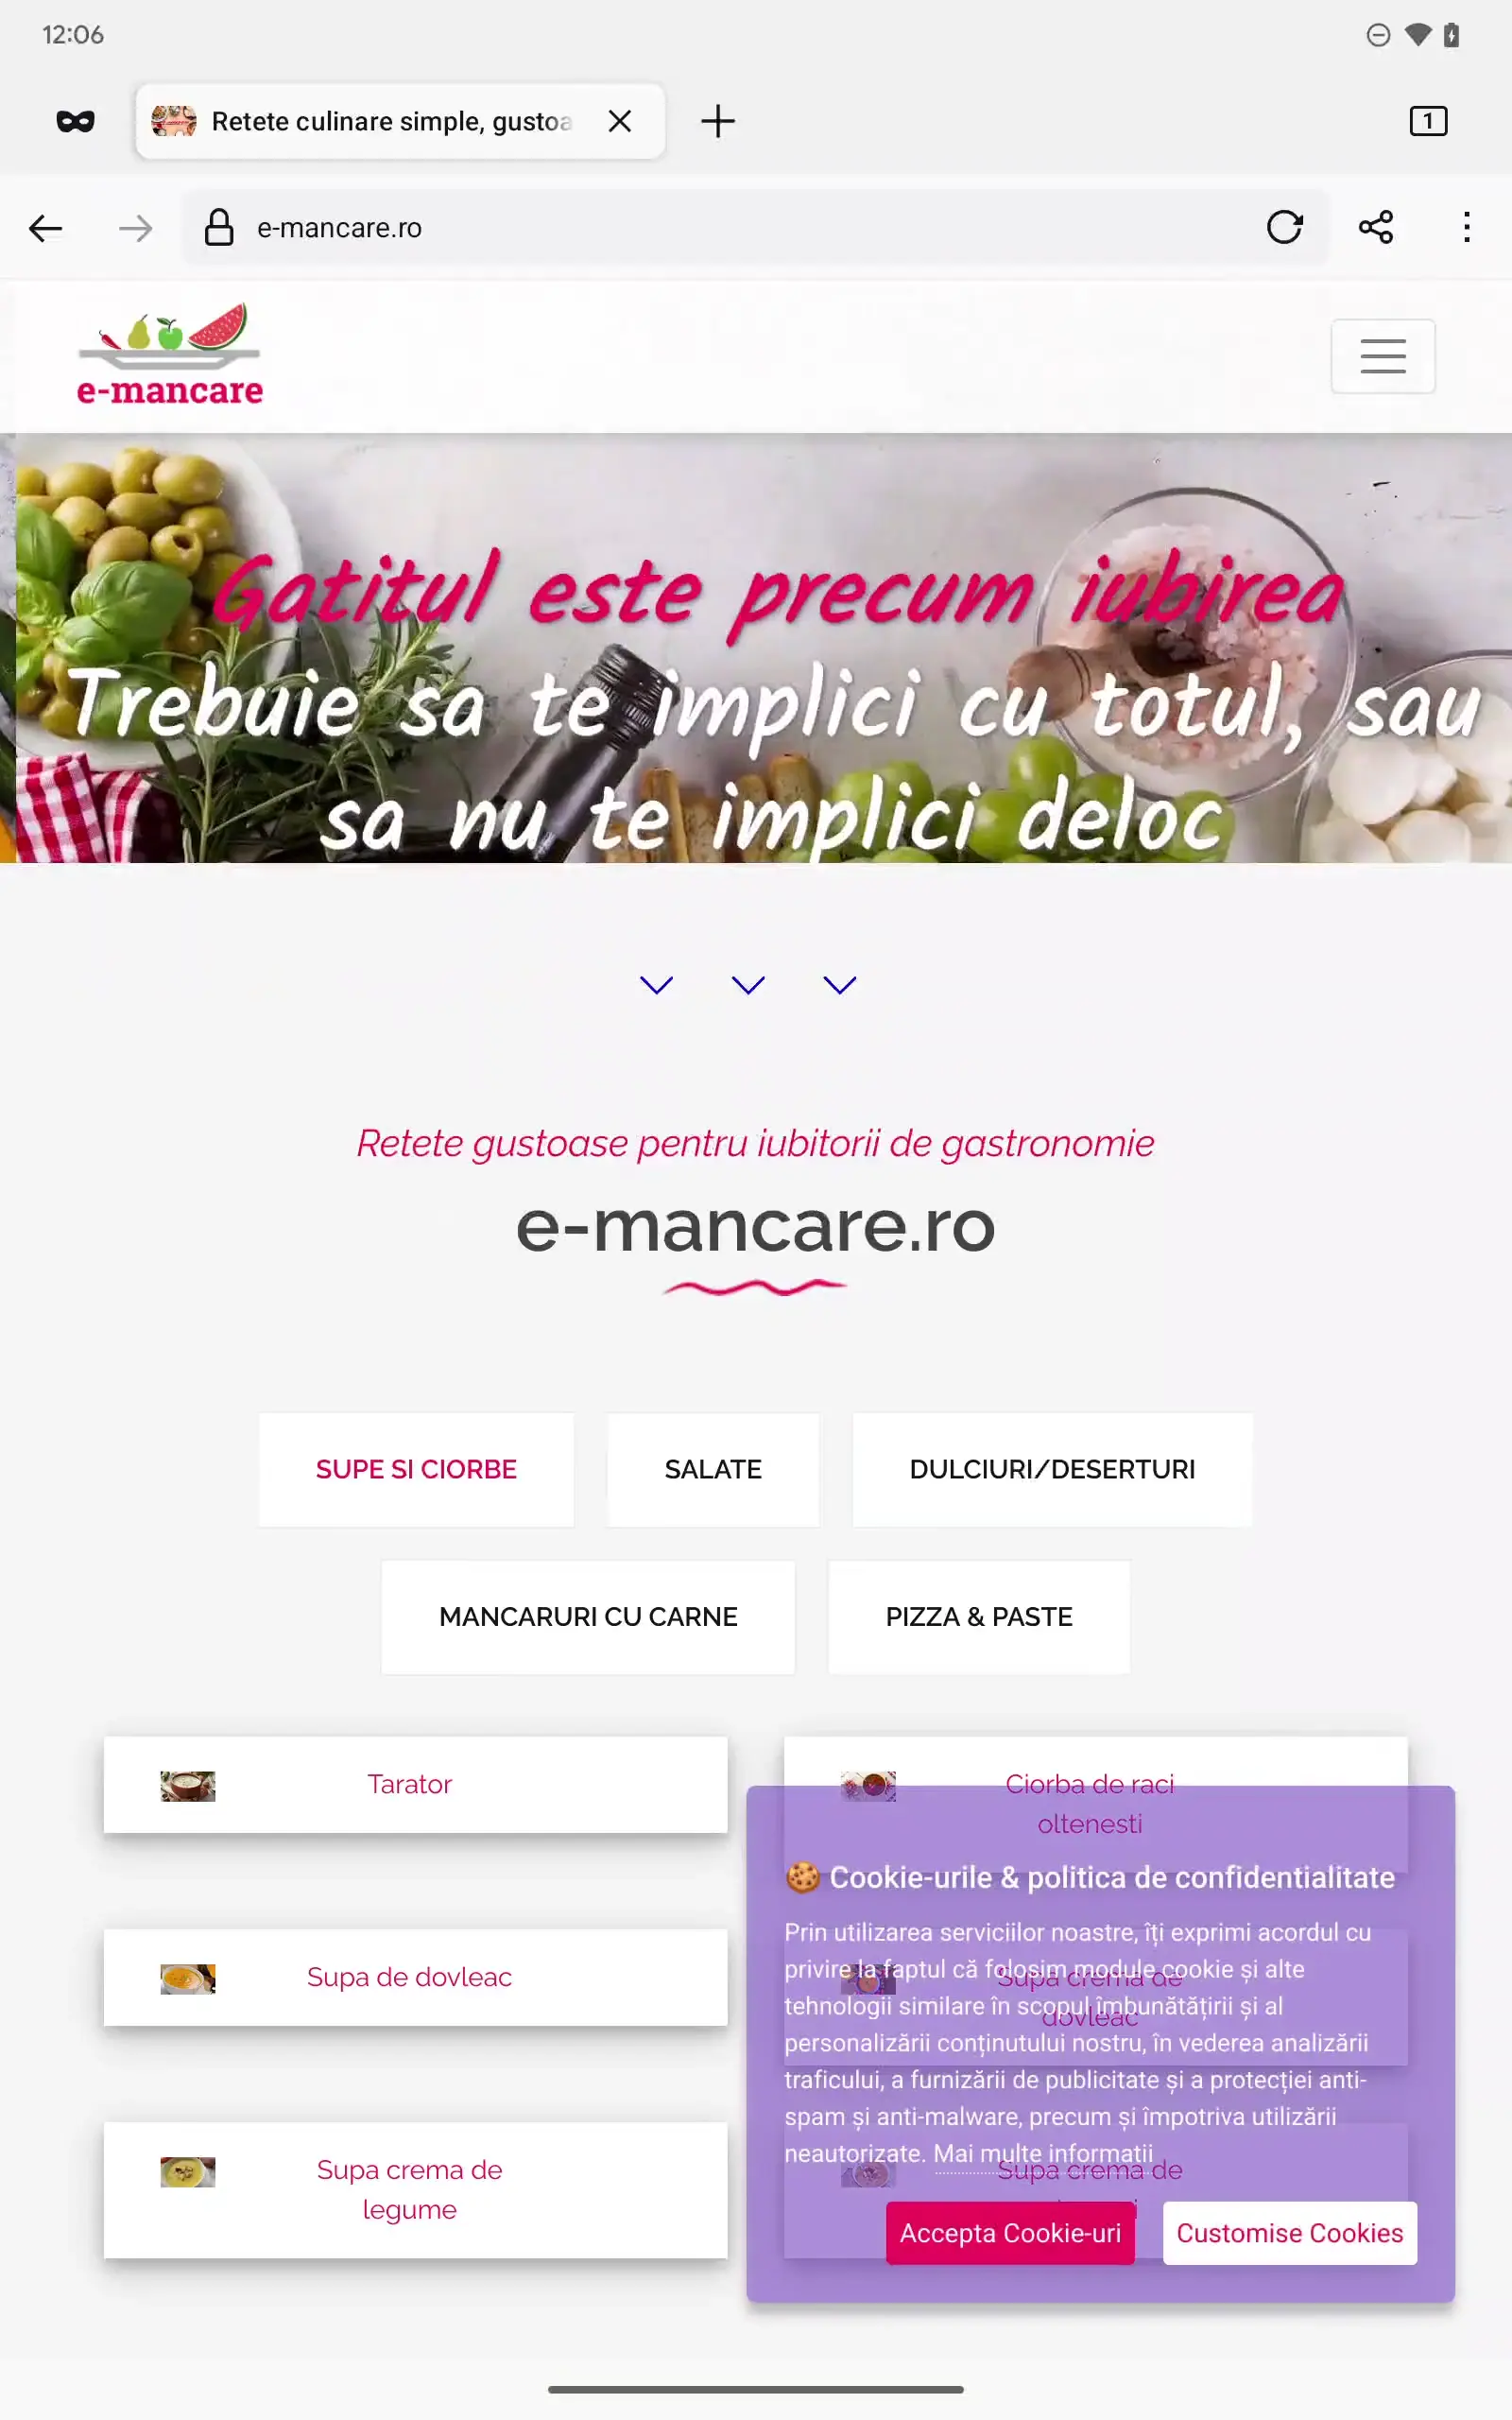 12:06
Retete culinare simple, gustoa
1
e-mancare.ro
e-mancare
Gatitul este precum iubirea
Trebuie sa te implici cu totul, sau
sa nu te implici deloc
Retete gustoase pentru iubitorii de gastronomie
e-mancare.ro
SUPE SI CIORBE
SALATE
DULCIURI/DESERTURI
MANCARURI CU CARNE
PIZZA & PASTE
Tarator
Ciorba de raci
oltenesti
Supa de dovleac
Supa crema de
dovleac
Supa crema de
legume
Supa crema de
Cookie-urile & politica de confidentialitate
Prin utilizarea serviciilor noastre, îți exprimi acordul cu
privire la faptul că folosim module cookie și alte
tehnologii similare în scopul îmbunătățirii și al
personalizării conținutului nostru, în vederea analizării
traficului, a furnizării de publicitate și a protecției anti-
spam și anti-malware, precum și împotriva utilizării
neautorizate. Mai multe informatii
Accepta Cookie-uri
Customise Cookies